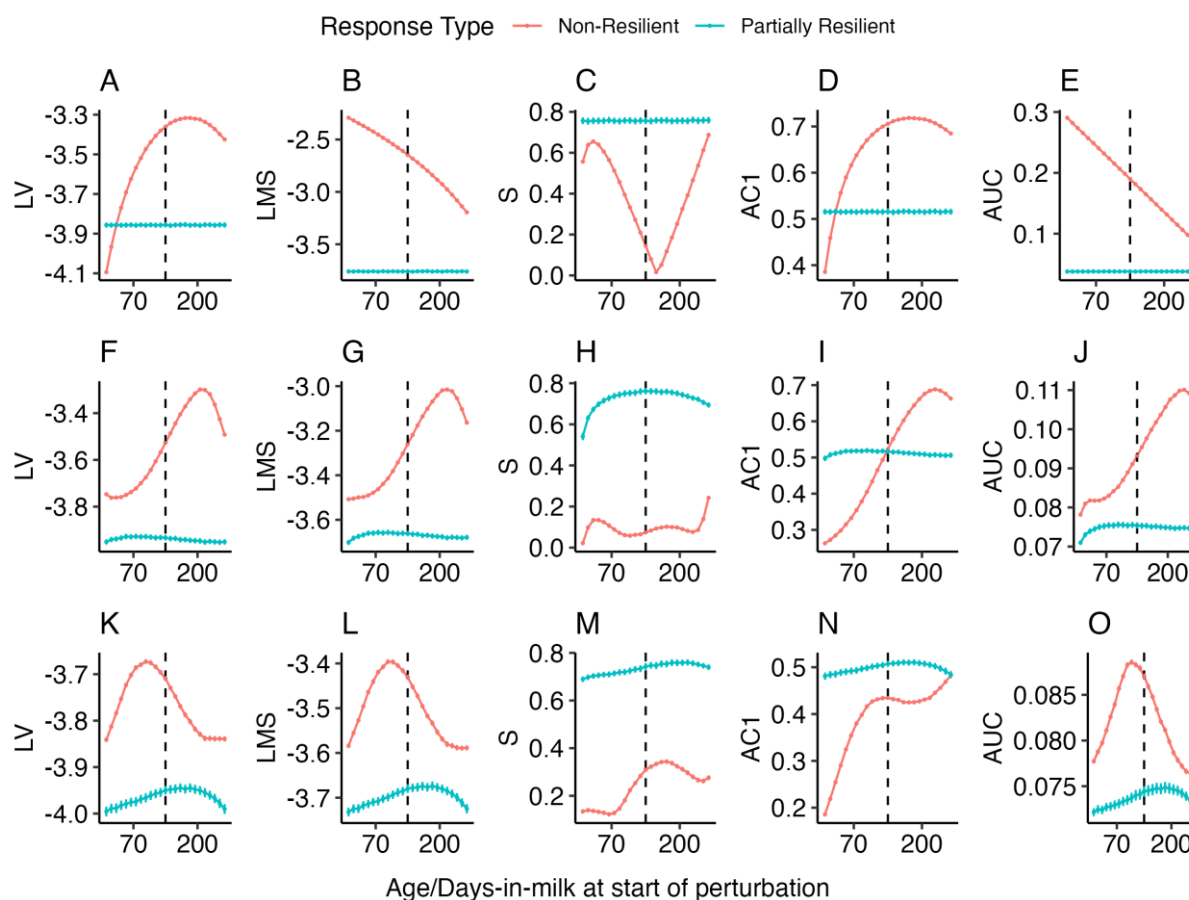 Response Type Non-Resilient Partially Resilient
A B C D E
LV -3.3 -3.5 -3.7 -3.9 -4.1 70 200
LMS -2.5 -3.0 -3.5 70 200
S 0.8 0.6 0.4 0.2 0.0 70 200
AC1 0.7 0.6 0.5 0.4 70 200
AUC 0.3 0.2 0.1 70 200
F G H I J
LV -3.4 -3.6 -3.8 70 200
LMS -3.0 -3.2 -3.4 -3.6 70 200
S 0.8 0.6 0.4 0.2 0.0 70 200
AC1 0.7 0.6 0.5 0.4 0.3 70 200
AUC 0.11 0.10 0.09 0.08 0.07 70 200
K L M N O
LV -3.7 -3.8 -3.9 -4.0 70 200
LMS -3.4 -3.5 -3.6 -3.7 70 200
S 0.8 0.6 0.4 0.2 70 200
AC1 0.5 0.4 0.3 0.2 70 200
AUC 0.085 0.080 0.075 70 200
Age/Days-in-milk at start of perturbation